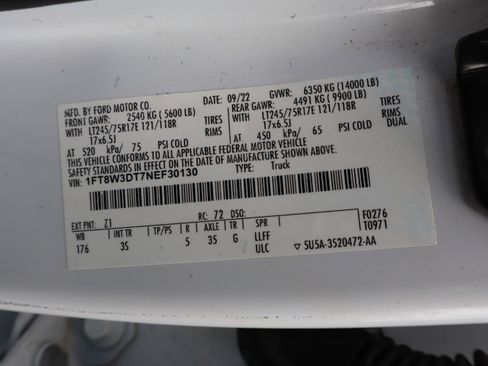 MFD. BY FORD MOTOR CO.
09/22 GVWR: 6350 KG (14000 LB)
FRONT GAWR: 2540 KG (5600 LB) REAR GAWR: 4491 KG (9900 LB)
WITH LT245/75R17E 121/118R TIRES WITH LT245/75R17E 121/118R TIRES
17x6.5J RIMS 17x6.5J RIMS
AT 520 kPa/ 75 PSI COLD AT 450 kPa/ 65 PSI COLD DUAL
THIS VEHICLE CONFORMS TO ALL APPLICABLE FEDERAL MOTOR VEHICLE
SAFETY STANDARDS IN EFFECT ON THE DATE OF MANUFACTURE SHOWN ABOVE.
VIN: 1FT8W3DT7NEF30130 TYPE: Truck
F0276
T0971
EXT PNT: Z1 RC: 72 DSO:
WB INT TR TP/PS R AXLE TR SPR
176 3S 5 35 G LLFF
ULC ▽ 5U5A-3520472-AA